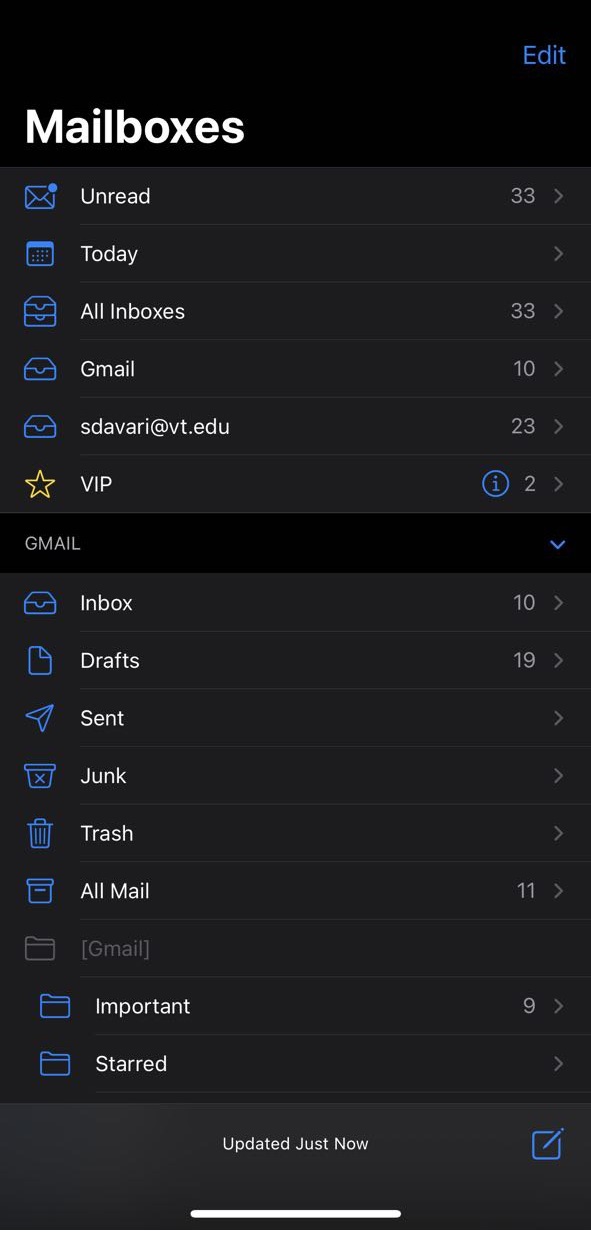 Edit
Mailboxes
Unread 33
Today
All Inboxes 33
Gmail 10
sdavari@vt.edu 23
VIP 2
GMAIL
Inbox 10
Drafts 19
Sent
Junk
Trash
All Mail 11
[Gmail]
Important 9
Starred
Updated Just Now